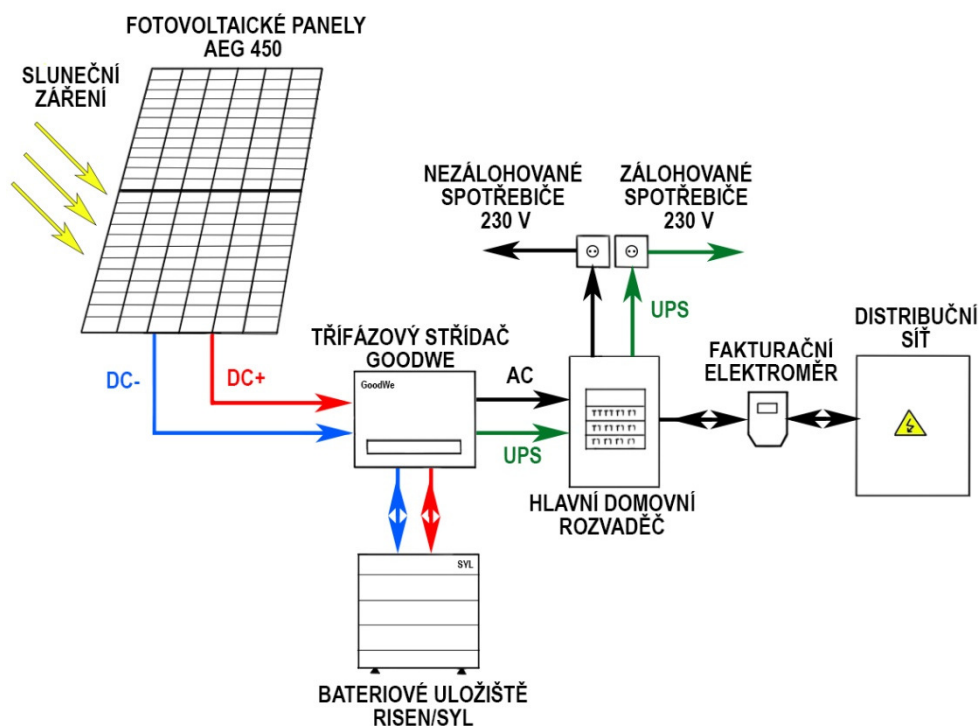 FOTOVOLTAICKÉ PANELY
AEG 450
SLUNEČNÍ
ZÁŘENÍ
NEZÁLOHOVANÉ
SPOTŘEBIČE
230 V
ZÁLOHOVANÉ
SPOTŘEBIČE
230 V
UPS
DISTRIBUČNÍ
SÍŤ
FAKTURAČNÍ
ELEKTROMĚR
TŘÍFÁZOVÝ STŘÍDAČ
GOODWE
DC-
DC+
GoodWe
AC
UPS
HLAVNÍ DOMOVNÍ
ROZVADĚČ
SYL
BATERIOVÉ ULOŽIŠTĚ
RISEN/SYL